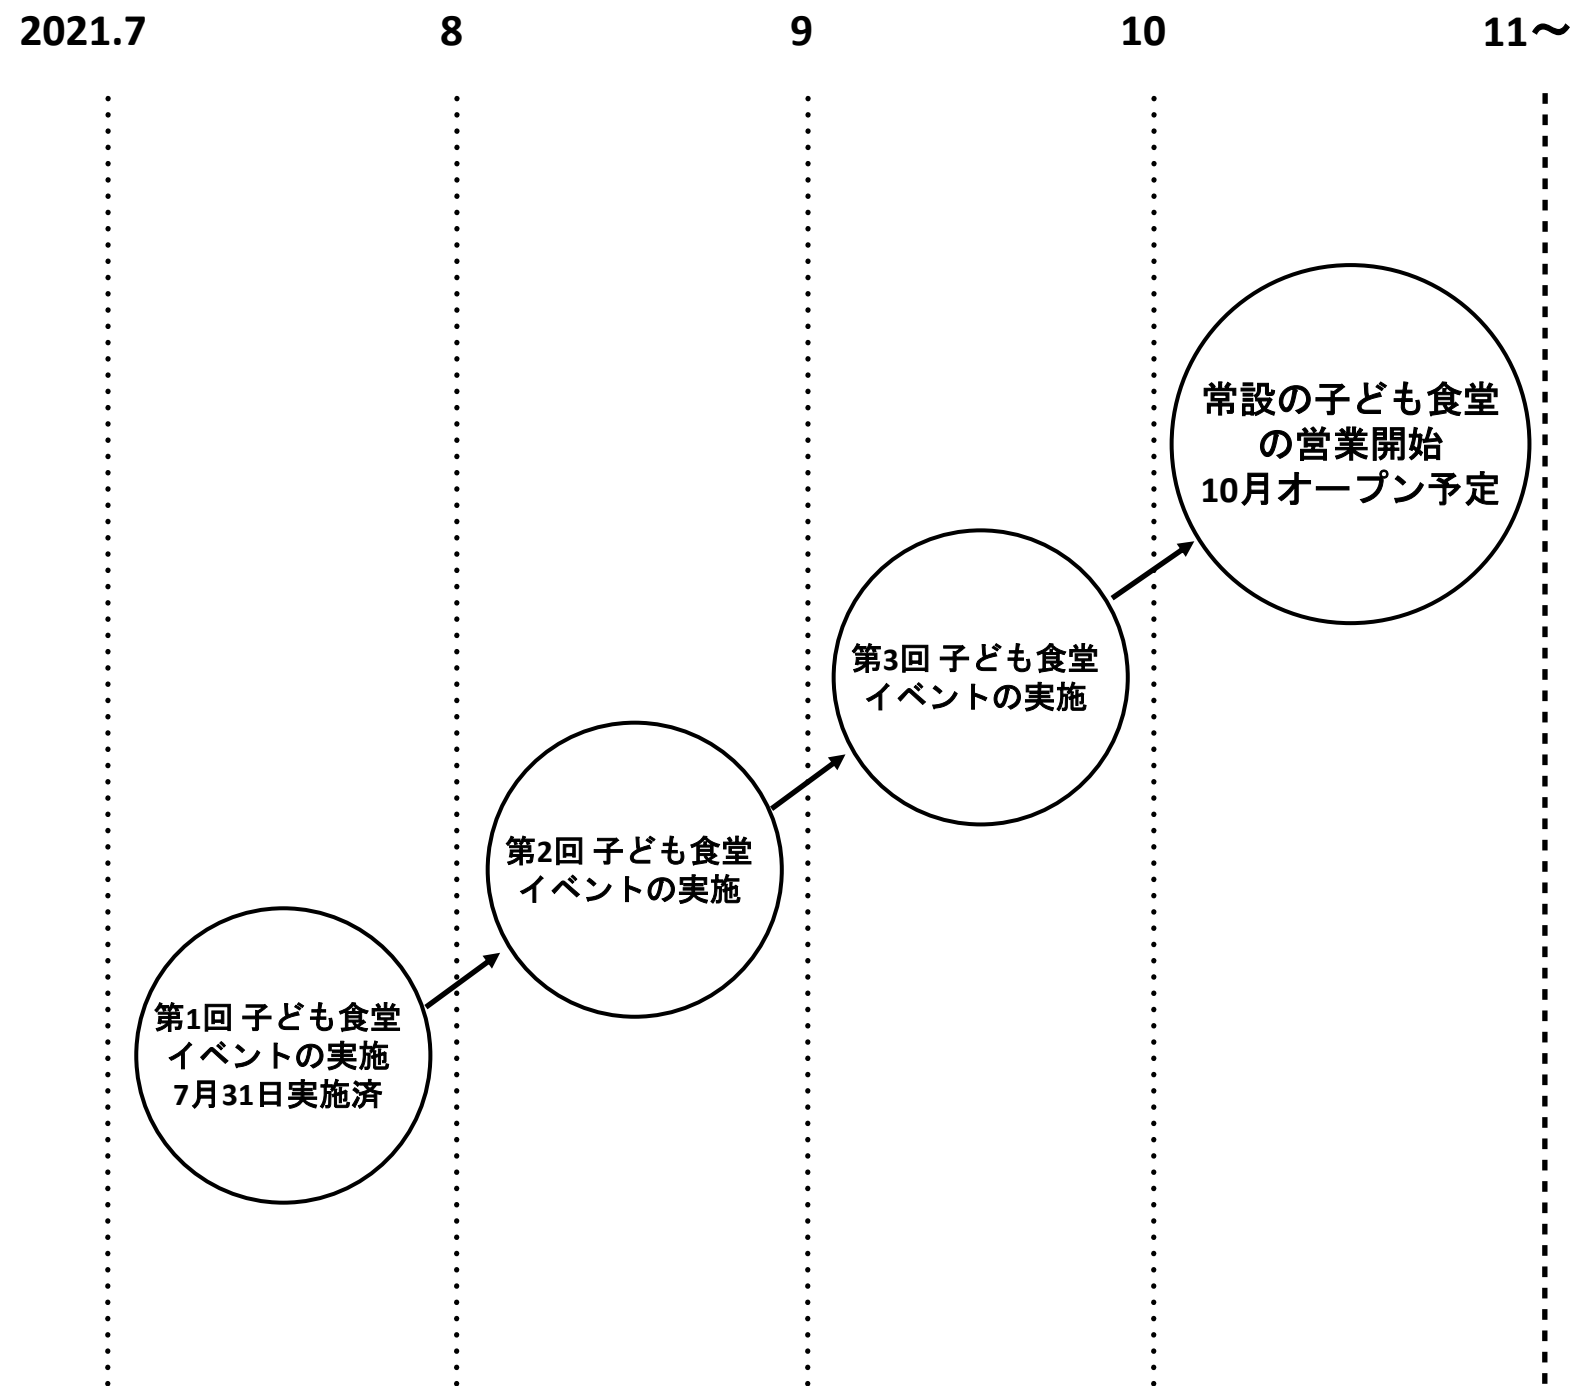 2021.7 8 9 10 11～
常設の子ども食堂
の営業開始
10月オープン予定
第3回 子ども食堂
イベントの実施
第2回 子ども食堂
イベントの実施
第1回 子ども食堂
イベントの実施
7月31日実施済